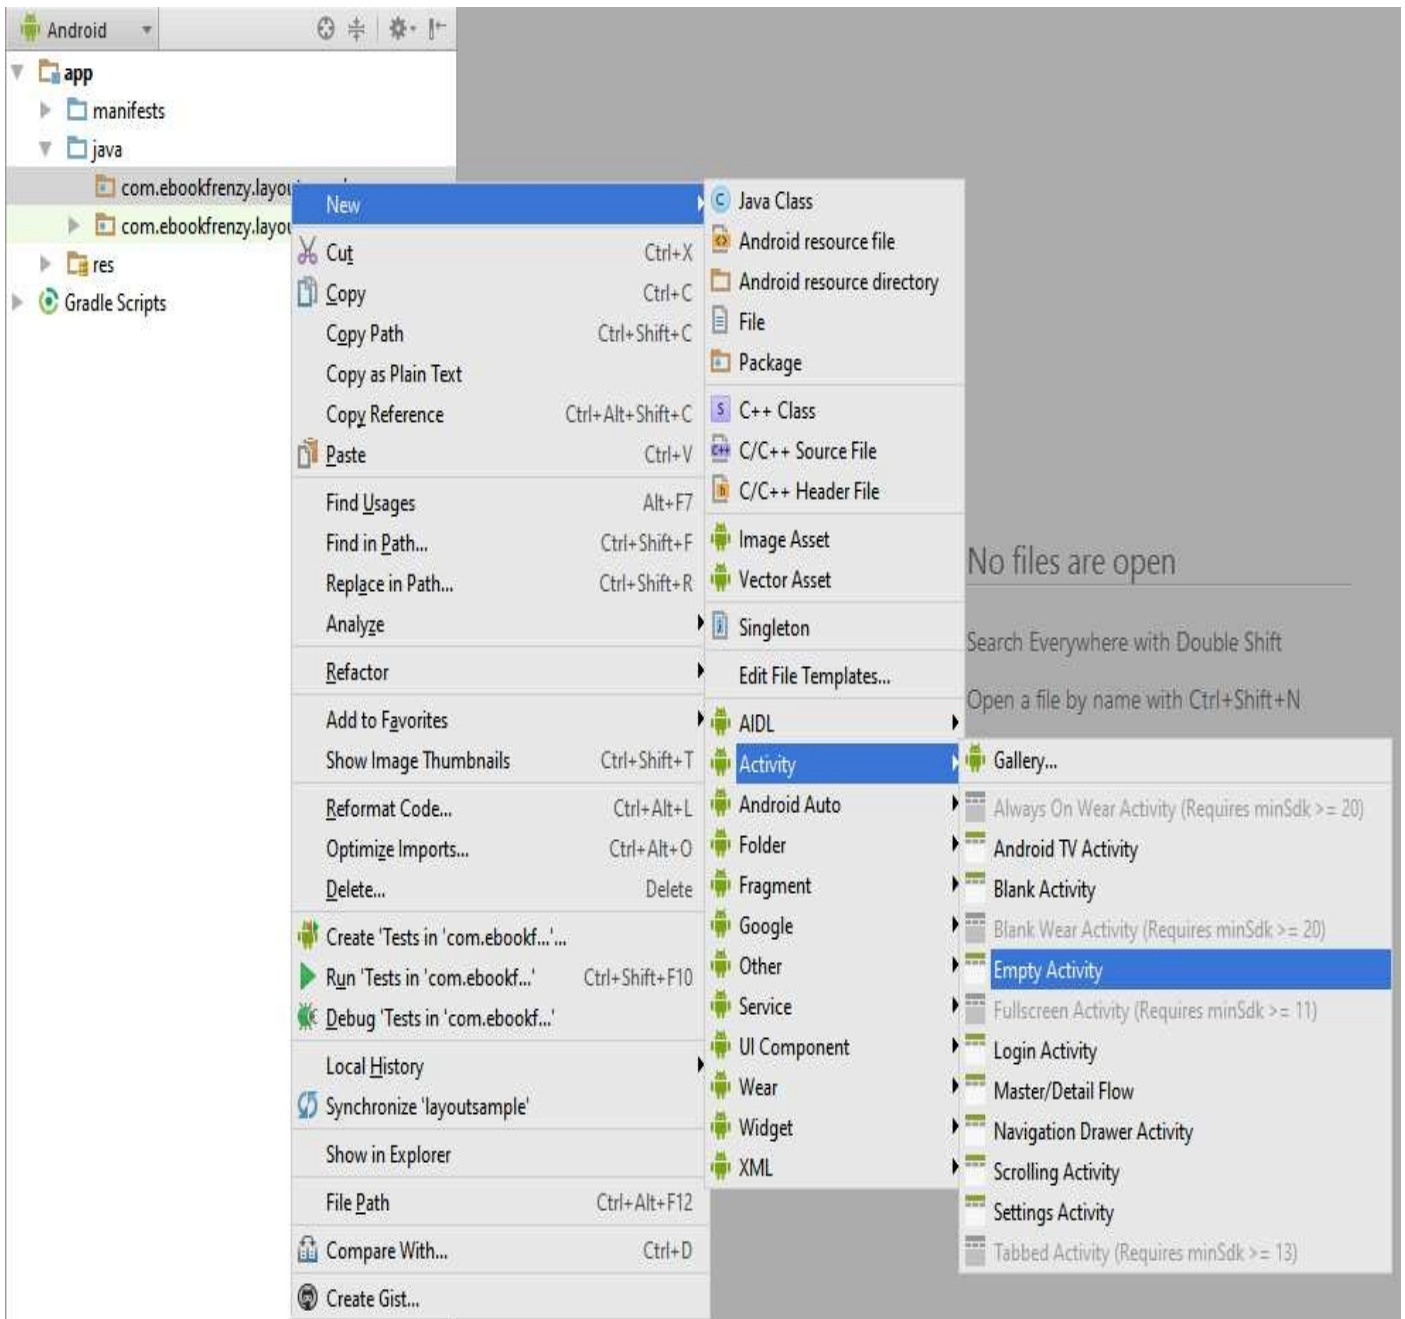 Android
app
manifests
java
com.ebookfrenzy.layou
com.ebookfrenzy.layou
res
Gradle Scripts
New
Cut Ctrl+X
Copy Ctrl+C
Copy Path Ctrl+Shift+C
Copy as Plain Text
Copy Reference Ctrl+Alt+Shift+C
Paste Ctrl+V
Find Usages Alt+F7
Find in Path... Ctrl+Shift+F
Replace in Path... Ctrl+Shift+R
Analyze
Refactor
Add to Favorites
Show Image Thumbnails Ctrl+Shift+T
Reformat Code... Ctrl+Alt+L
Optimize Imports... Ctrl+Alt+O
Delete... Delete
Create 'Tests in 'com.ebookf...'...
Run 'Tests in 'com.ebookf...' Ctrl+Shift+F10
Debug 'Tests in 'com.ebookf...'
Local History
Synchronize 'layoutsample'
Show in Explorer
File Path Ctrl+Alt+F12
Compare With... Ctrl+D
Create Gist...
Java Class
Android resource file
Android resource directory
File
Package
C++ Class
C/C++ Source File
C/C++ Header File
Image Asset
Vector Asset
Singleton
Edit File Templates...
AIDL
Activity
Android Auto
Folder
Fragment
Google
Other
Service
UI Component
Wear
Widget
XML
No files are open
Search Everywhere with Double Shift
Open a file by name with Ctrl+Shift+N
Gallery...
Always On Wear Activity (Requires minSdk >= 20)
Android TV Activity
Blank Activity
Blank Wear Activity (Requires minSdk >= 20)
Empty Activity
Fullscreen Activity (Requires minSdk >= 11)
Login Activity
Master/Detail Flow
Navigation Drawer Activity
Scrolling Activity
Settings Activity
Tabbed Activity (Requires minSdk >= 13)